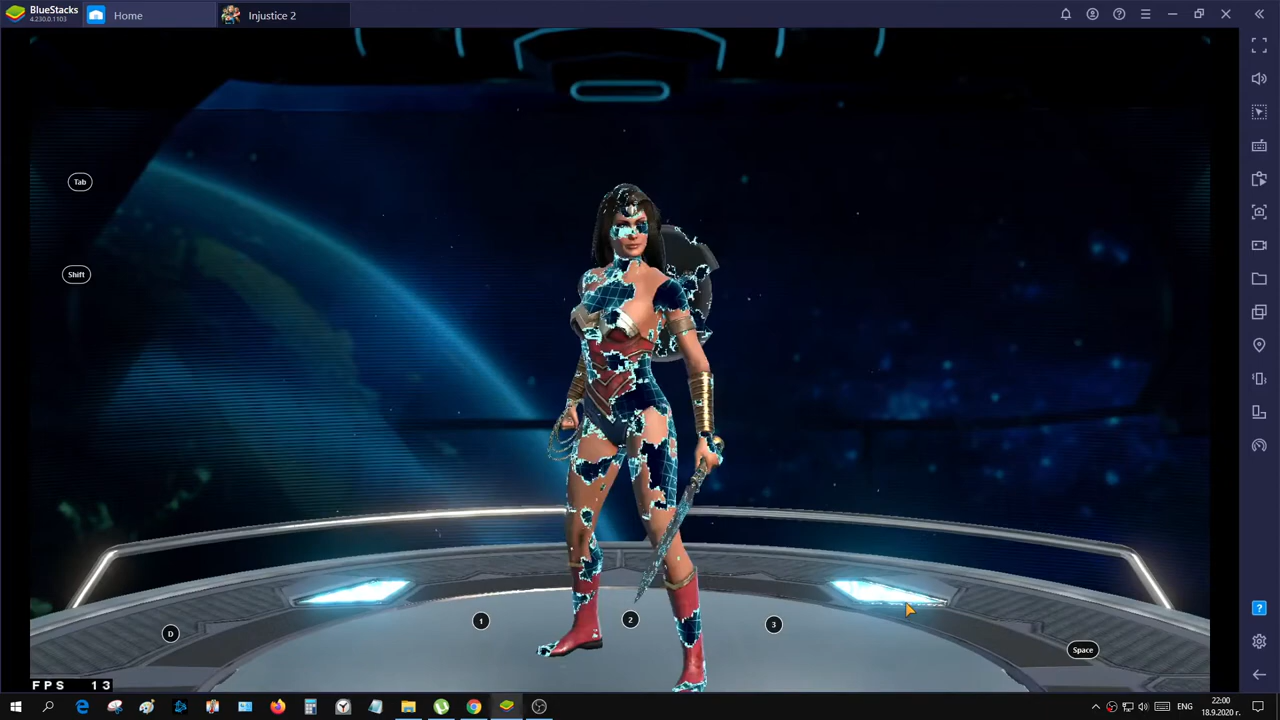 BlueStacks
4.230.0.1103
Home
Injustice 2
Tab
Shift
D
1
2
3
Space
FPS 13
ENG
22:00
18.9.2020 г.